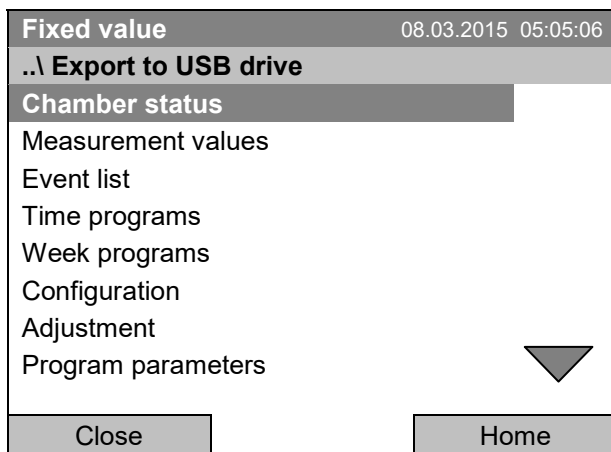 Fixed value 08.03.2015 05:05:06
..\ Export to USB drive
Chamber status
Measurement values
Event list
Time programs
Week programs
Configuration
Adjustment
Program parameters
Close Home